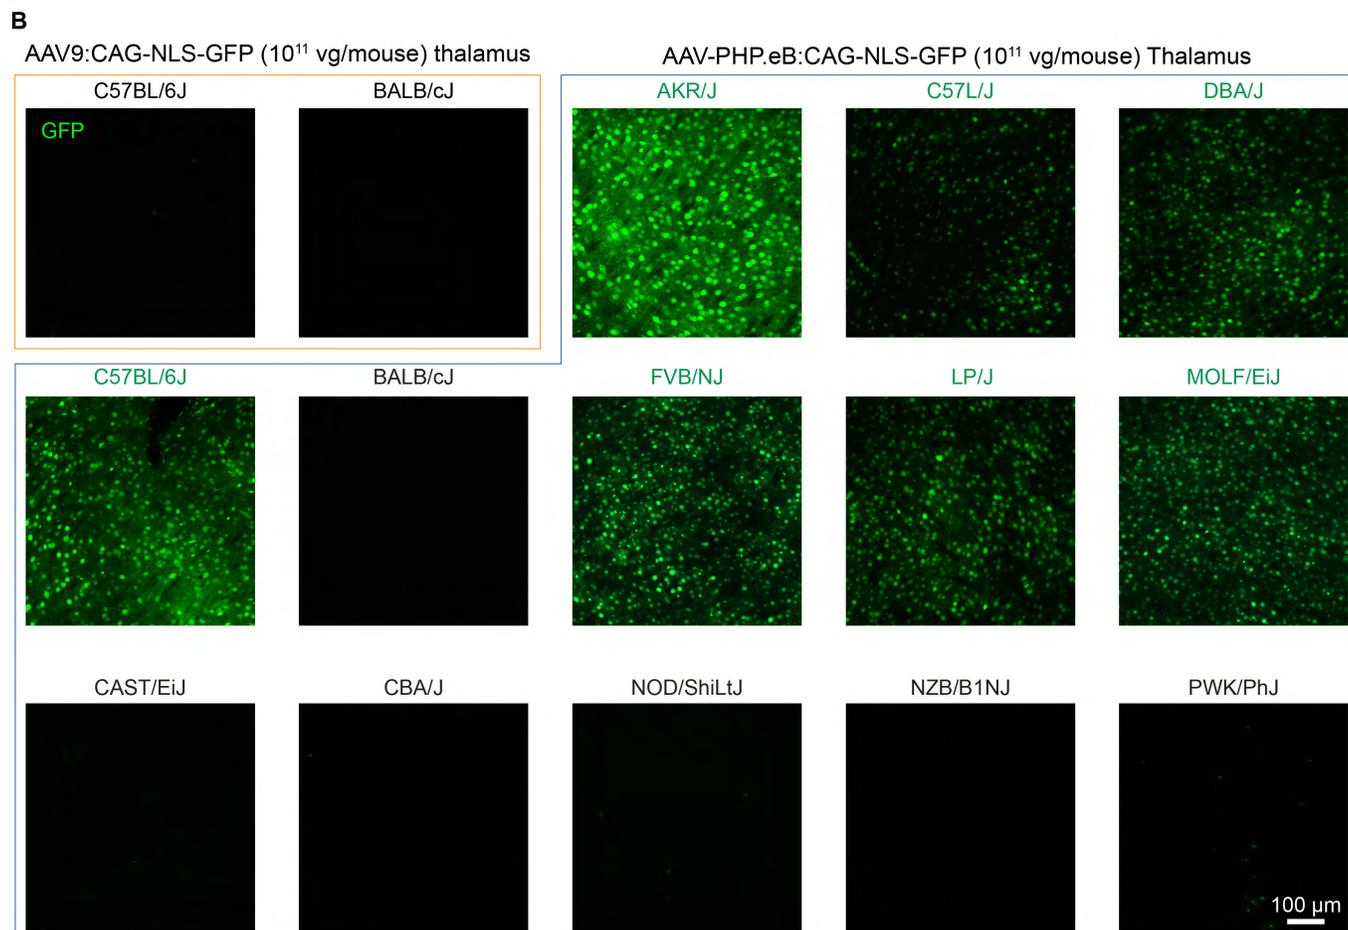 B
AAV9:CAG-NLS-GFP (10¹¹ vg/mouse) thalamus
AAV-PHP.eB:CAG-NLS-GFP (10¹¹ vg/mouse) Thalamus
C57BL/6J
BALB/cJ
AKR/J
C57L/J
DBA/J
GFP
C57BL/6J
BALB/cJ
FVB/NJ
LP/J
MOLF/EiJ
CAST/EiJ
CBA/J
NOD/ShiLtJ
NZB/B1NJ
PWK/PhJ
100 µm